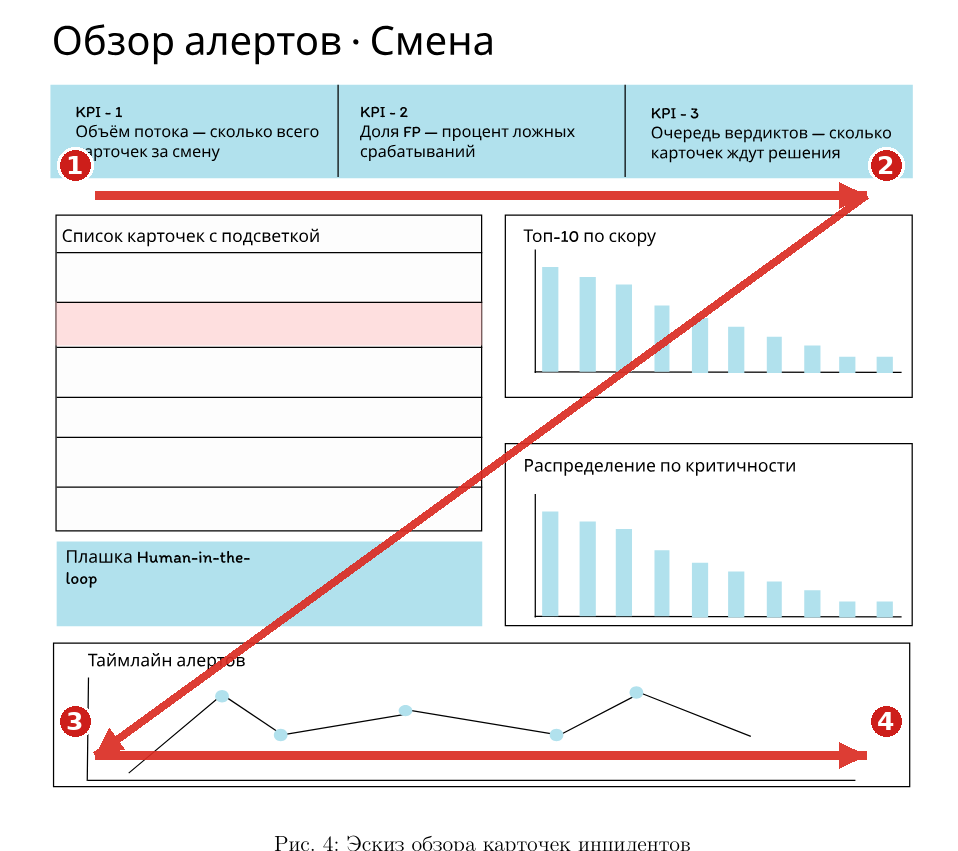 Обзор алертов · Смена
KPI - 1
Объём потока — сколько всего
карточек за смену
KPI - 2
Доля FP — процент ложных
срабатываний
KPI - 3
Очередь вердиктов — сколько
карточек ждут решения
1
2
Список карточек с подсветкой
Топ-10 по скору
Распределение по критичности
Плашка Human-in-the-
loop
Таймлайн алертов
3
4
Рис. 4: Эскиз обзора карточек инцидентов